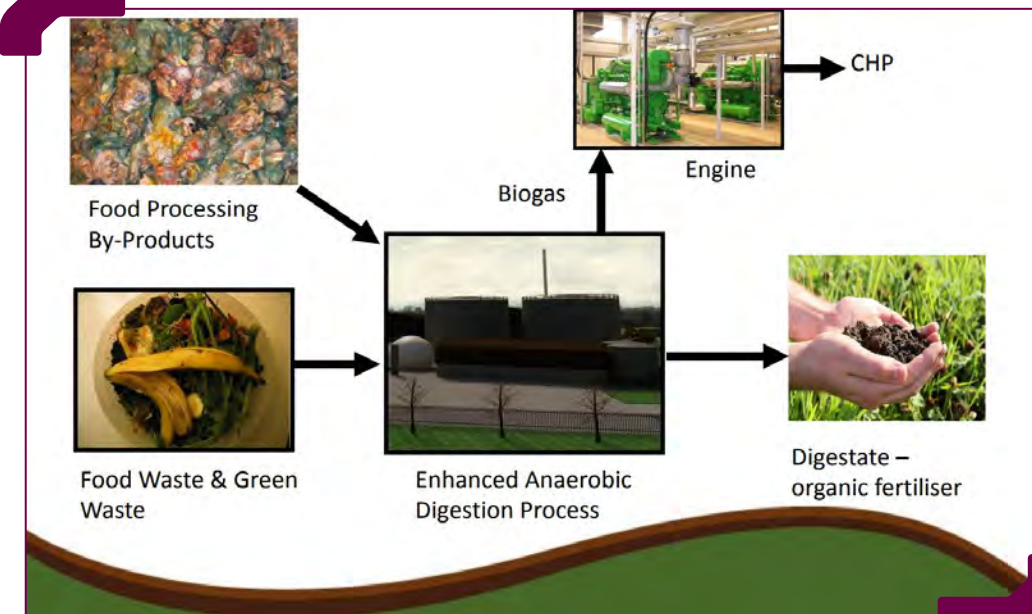 CHP
Engine
Biogas
Food Processing
By-Products
Food Waste & Green
Waste
Enhanced Anaerobic
Digestion Process
Digestate –
organic fertiliser